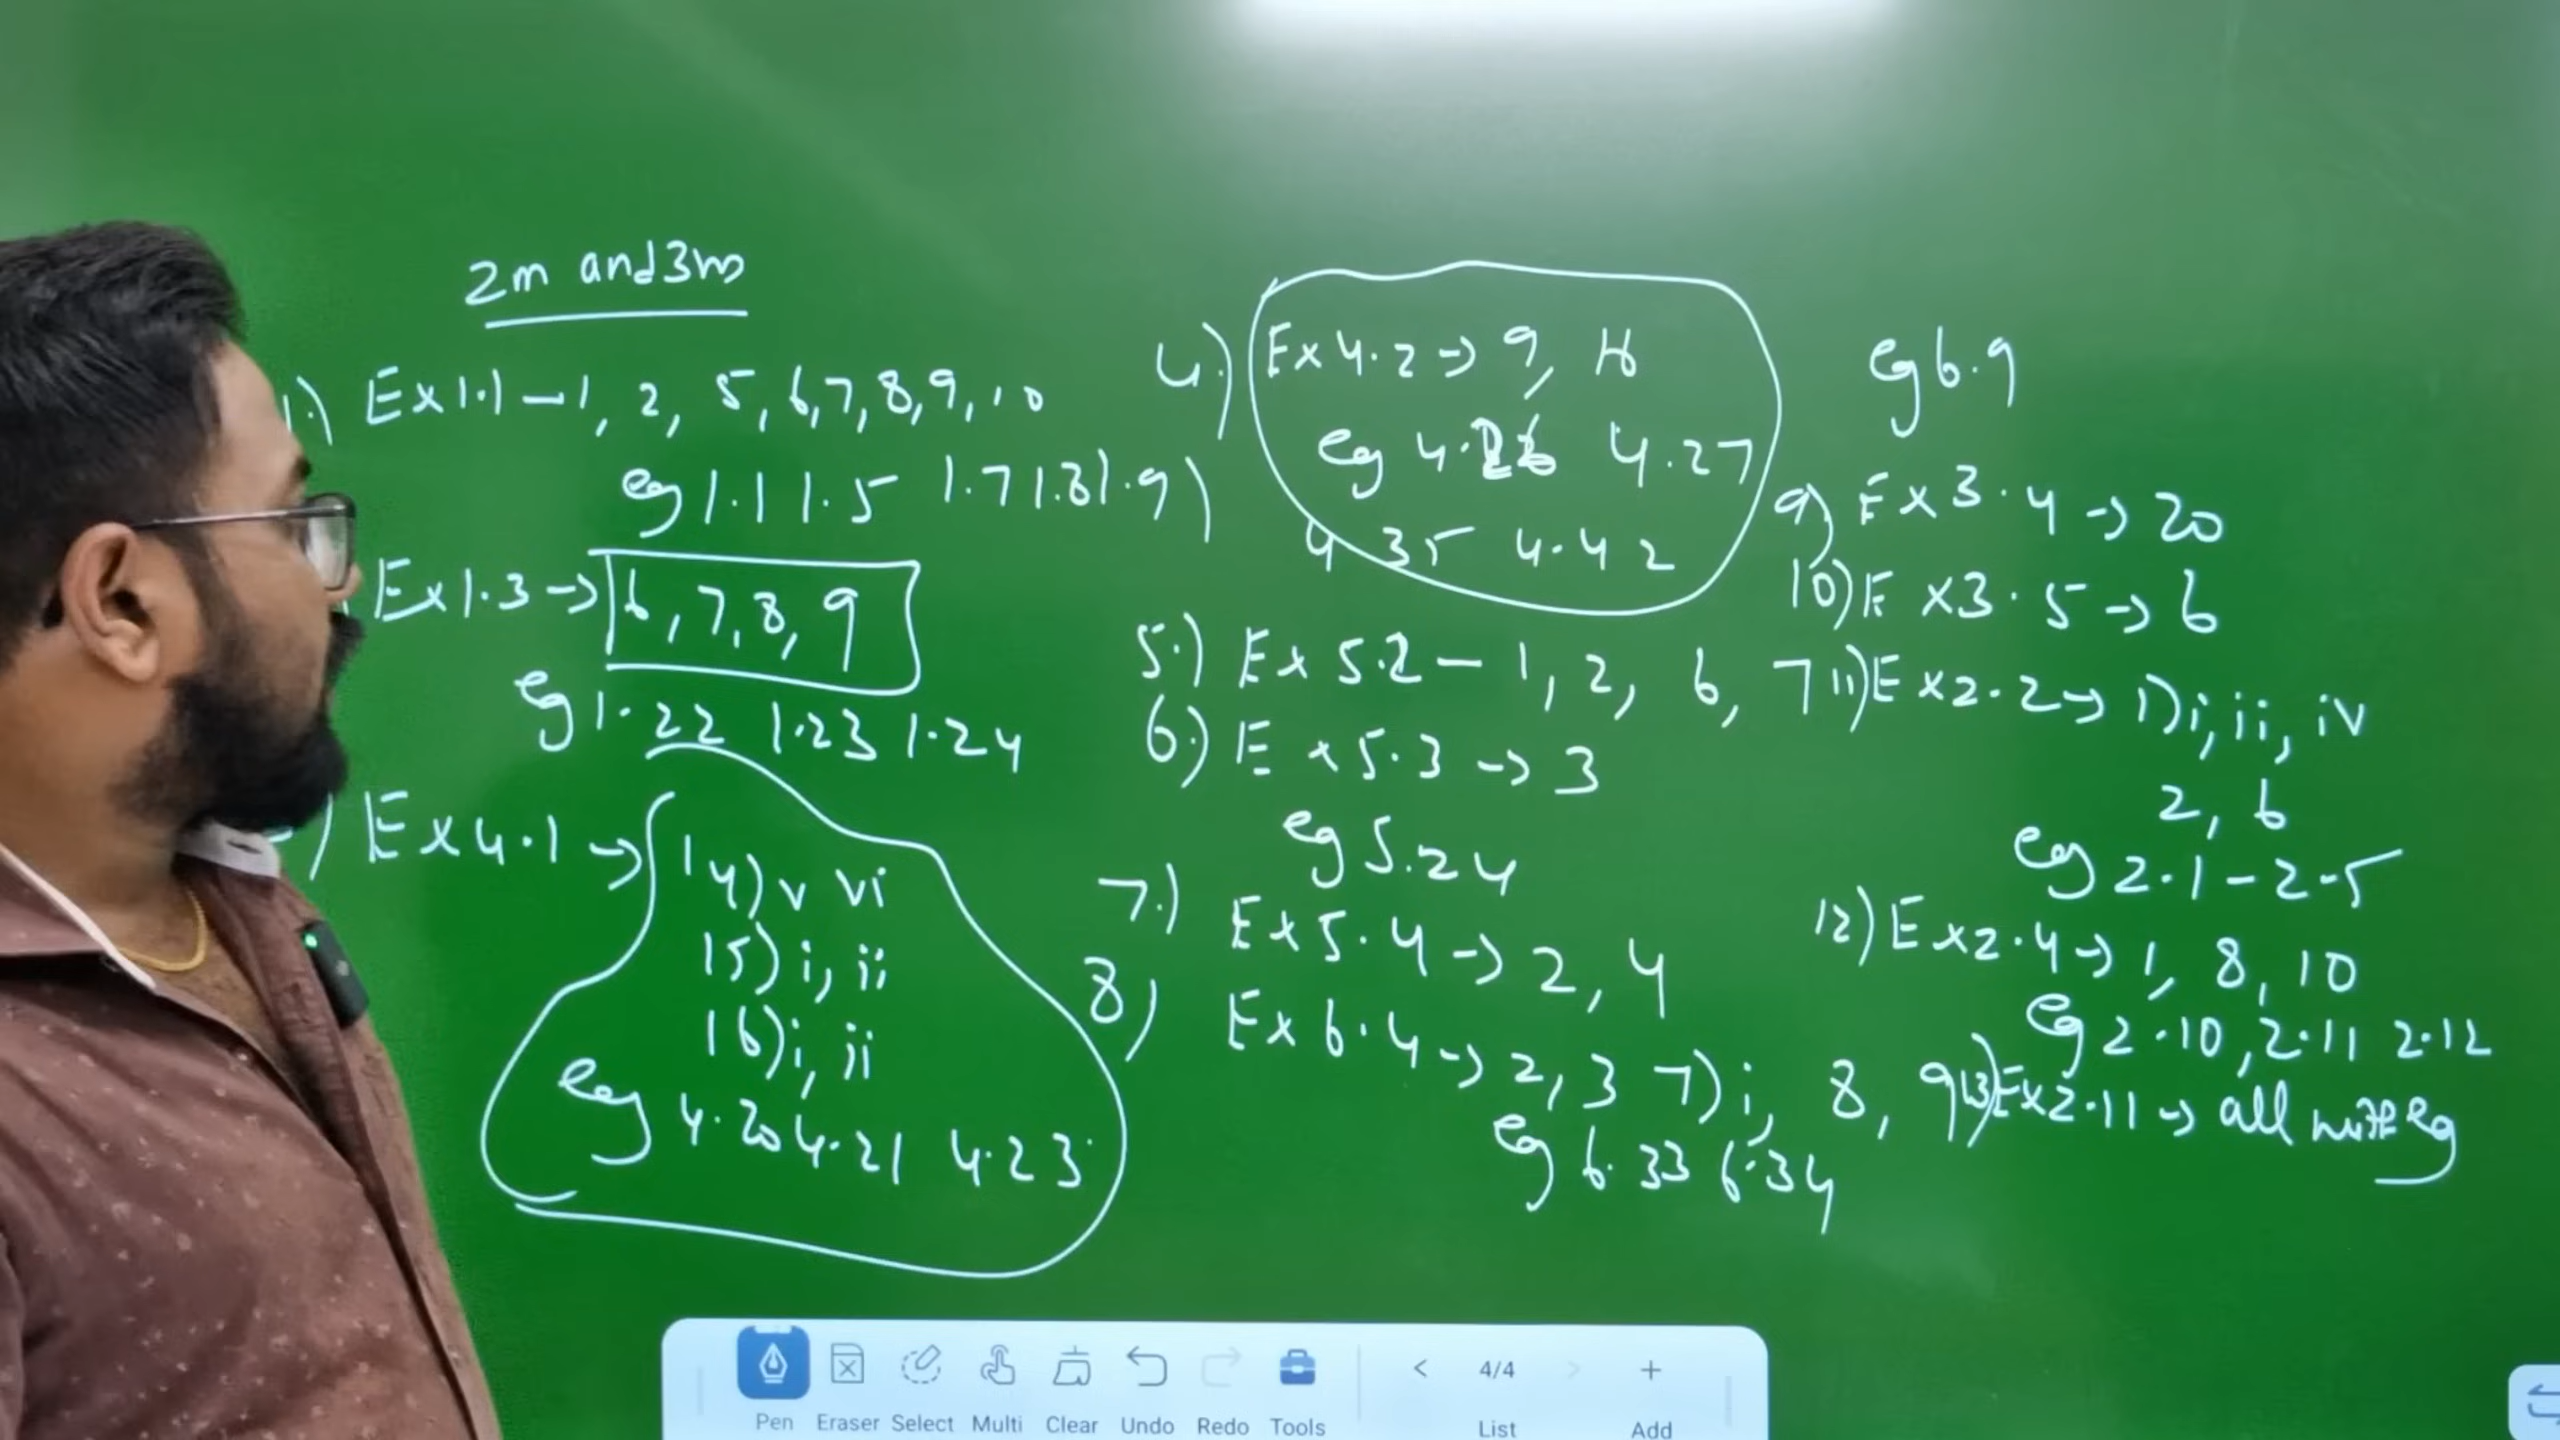 2m and 3m
1.) Ex 1.1 – 1, 2, 5, 6, 7, 8, 9, 10
eg 1.1 1.5 1.7 1.8 1.9
) Ex 1.3 → 6, 7, 8, 9
eg 1.22 1.23 1.24
) Ex 4.1 → 14) v vi
15) i, ii
16) i, ii
eg 4.20 4.21 4.23
4.) Ex 4.2 → 9, 16
eg 4.26 4.27
4 35 4.42
5.) Ex 5.2 – 1, 2, 6, 7
6.) Ex 5.3 → 3
eg 5.24
7.) Ex 5.4 → 2, 4
8) Ex 6.4 → 2, 3 7) i, 8, 9
eg 6.33 6.34
eg 6.9
9) Ex 3.4 → 20
10) Ex 3.5 → 6
11) Ex 2.2 → 1) i, ii, iv
2, 6
eg 2.1 – 2.5
12) Ex 2.4 → 1, 8, 10
eg 2.10, 2.11 2.12
13) Ex 2.11 → all with eg
< 4/4 > +
Pen Eraser Select Multi Clear Undo Redo Tools List Add